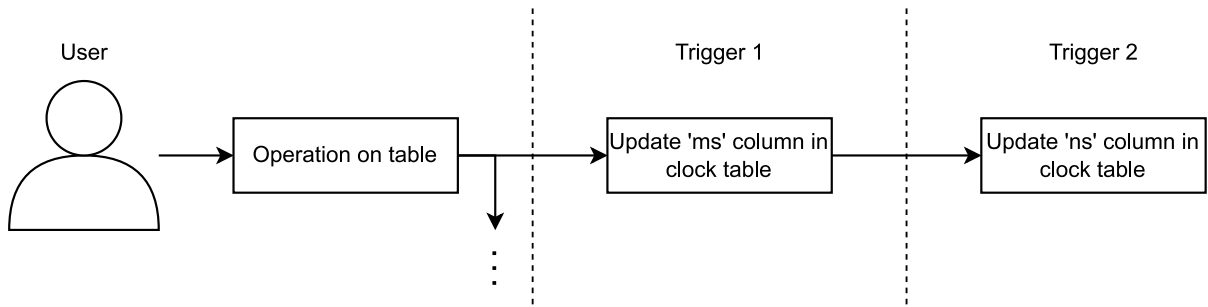 User
Trigger 1
Trigger 2
Operation on table
Update 'ms' column in
clock table
Update 'ns' column in
clock table